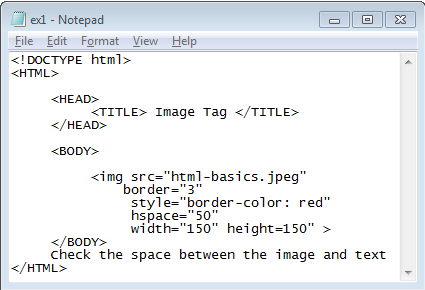 ex1 - Notepad
File Edit Format View Help
<!DOCTYPE html>
<HTML>
<HEAD>
<TITLE> Image Tag </TITLE>
</HEAD>
<BODY>
<img src="html-basics.jpeg"
border="3"
style="border-color: red"
hspace="50"
width="150" height=150" >
</BODY>
Check the space between the image and text
</HTML>